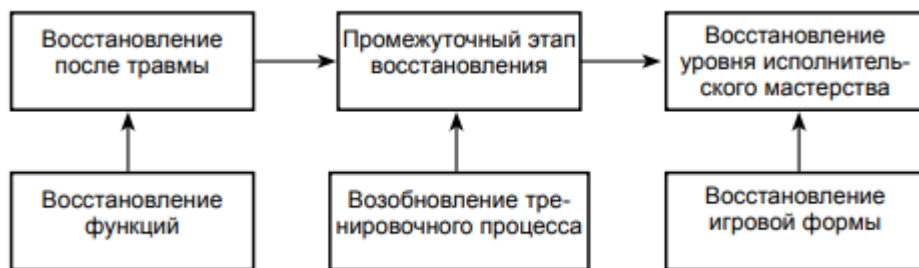 Восстановление
после травмы
Промежуточный этап
восстановления
Восстановление
уровня исполнитель-
ского мастерства
Восстановление
функций
Возобновление тре-
нировочного процесса
Восстановление
игровой формы